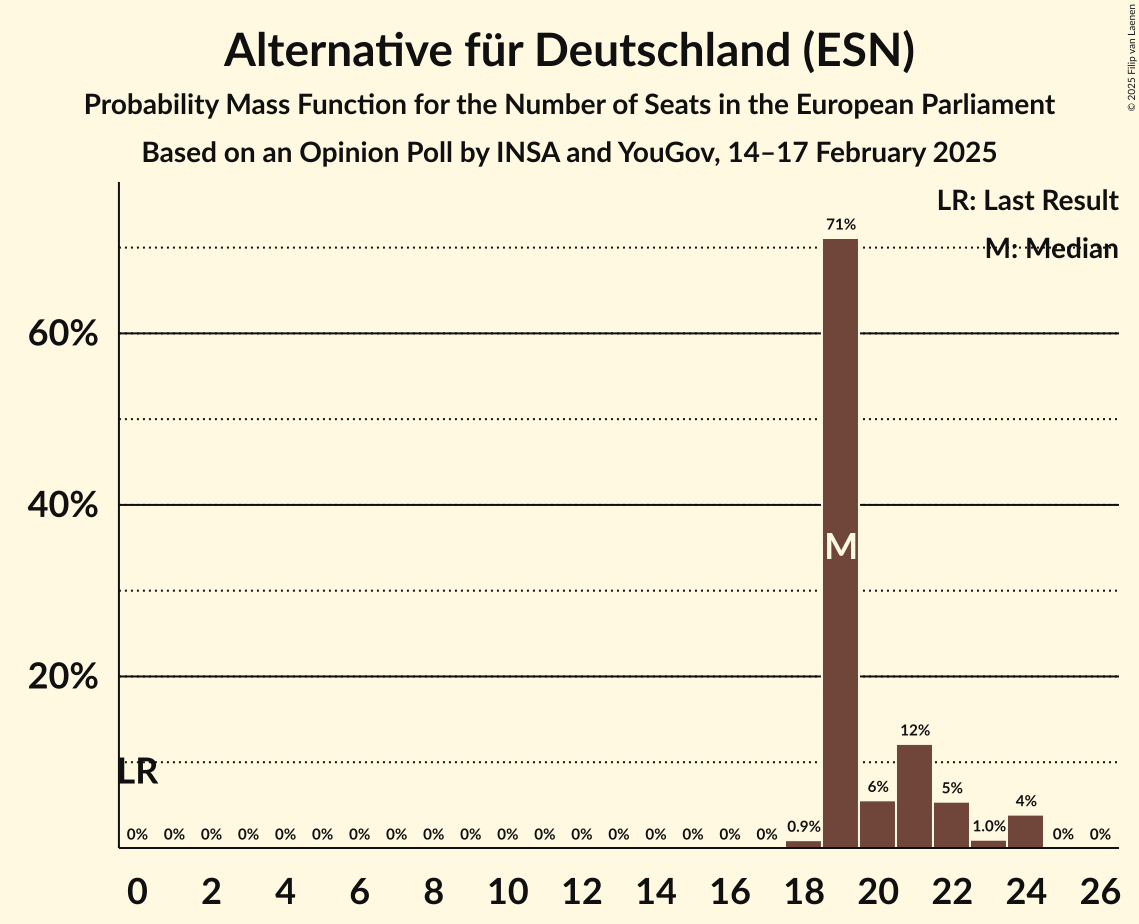 Alternative für Deutschland (ESN)
Probability Mass Function for the Number of Seats in the European Parliament
Based on an Opinion Poll by INSA and YouGov, 14–17 February 2025
© 2025 Filip van Laenen
LR: Last Result
M: Median
71%
60%
40%
M
20%
12%
LR
6%
5%
4%
0% 0% 0% 0% 0% 0% 0% 0% 0% 0% 0% 0% 0% 0% 0% 0% 0% 0% 0.9% 1.0% 0% 0%
0 2 4 6 8 10 12 14 16 18 20 22 24 26